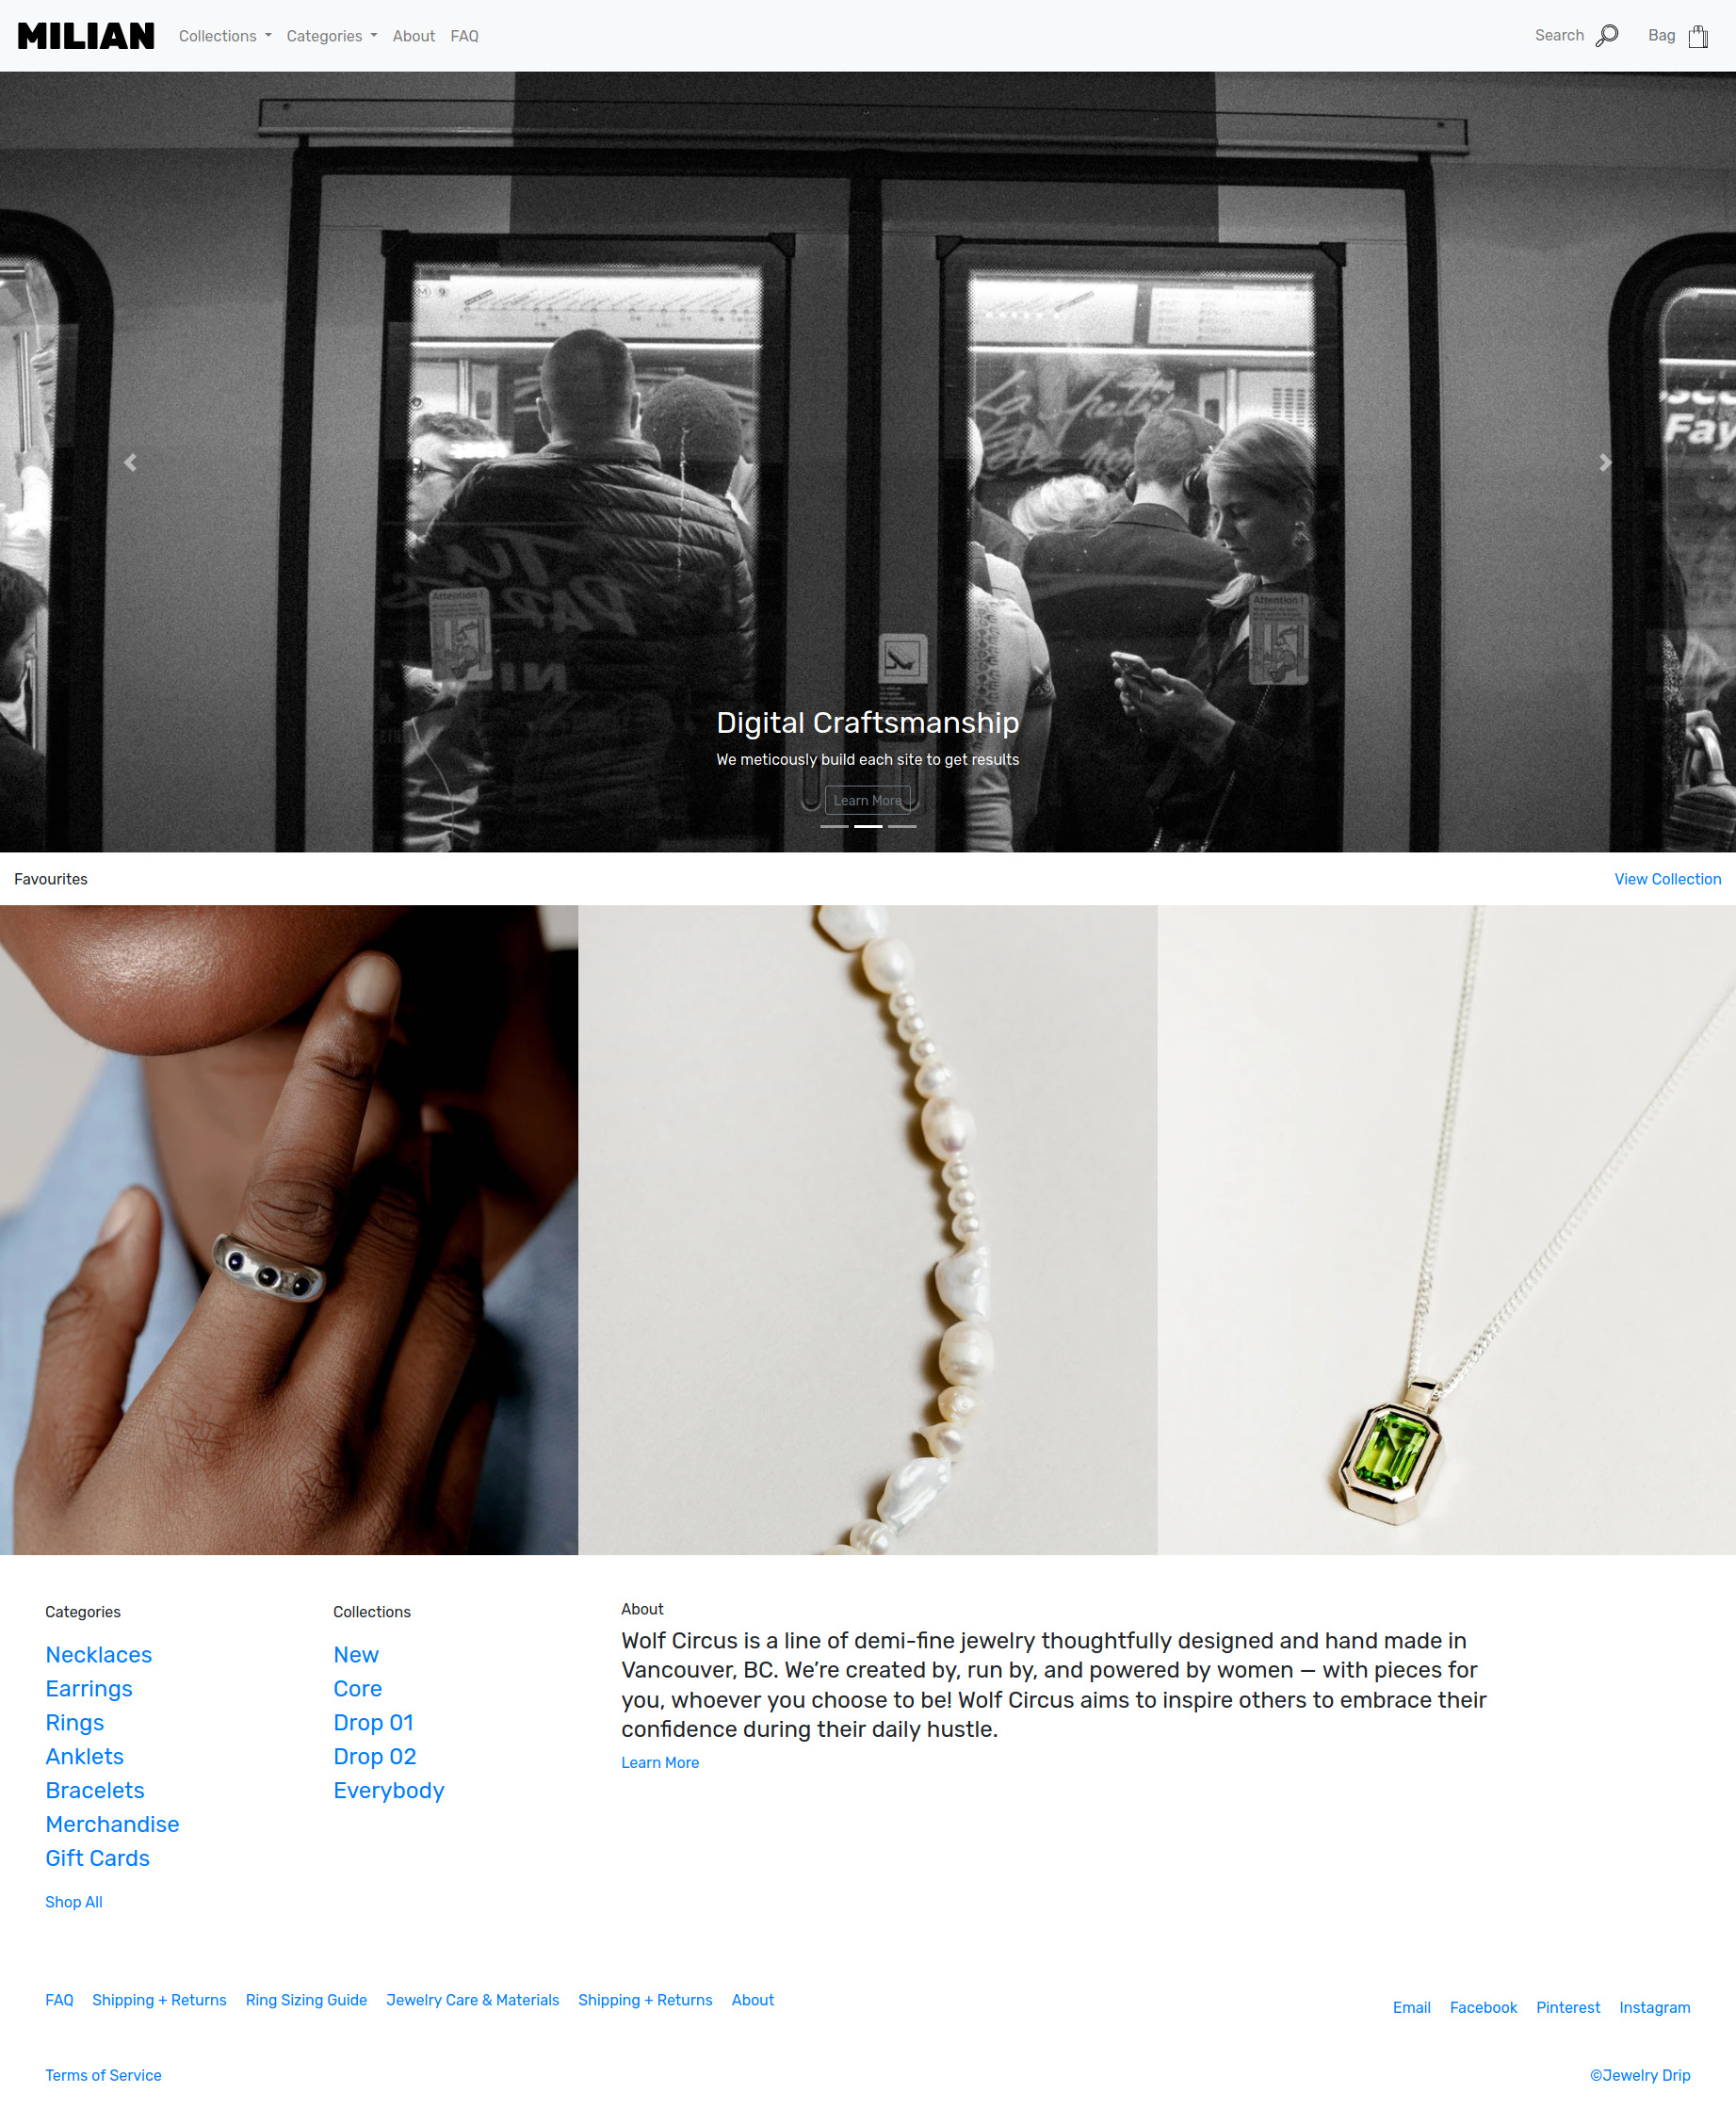 MILIAN Collections Categories About FAQ Search Bag
M 9
La petite
Fay
Attention !
Attention !
Digital Craftsmanship
We meticously build each site to get results
Learn More
Favourites View Collection
Categories
Necklaces
Earrings
Rings
Anklets
Bracelets
Merchandise
Gift Cards
Shop All
Collections
New
Core
Drop 01
Drop 02
Everybody
About
Wolf Circus is a line of demi-fine jewelry thoughtfully designed and hand made in
Vancouver, BC. We’re created by, run by, and powered by women — with pieces for
you, whoever you choose to be! Wolf Circus aims to inspire others to embrace their
confidence during their daily hustle.
Learn More
FAQ Shipping + Returns Ring Sizing Guide Jewelry Care & Materials Shipping + Returns About
Email Facebook Pinterest Instagram
Terms of Service ©Jewelry Drip